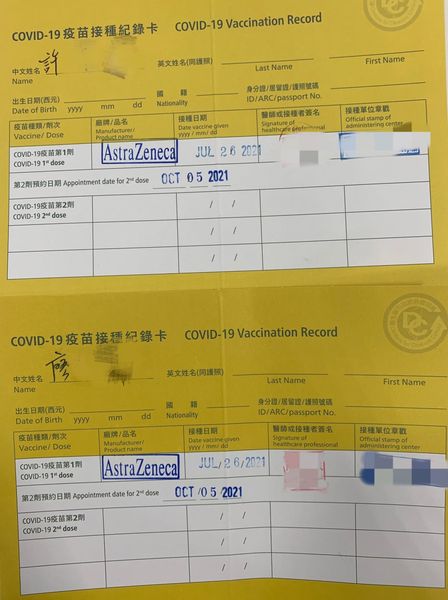 COVID-19 疫苗接種紀錄卡 COVID-19 Vaccination Record
中文姓名 許 英文姓名(同護照)
Name Last Name First Name
出生日期(西元) 國 籍 身分證/居留證/護照號碼
Date of Birth yyyy mm dd Nationality ID/ARC/passport No.
疫苗種類/劑次 廠牌/品名 接種日期 醫師或接種者簽名 接種單位章戳
Vaccine/ Dose Manufacturer/ Product name Date vaccine given yyyy / mm / dd Signature of healthcare professional Official stamp of administering center
COVID-19疫苗第1劑 AstraZeneca JUL 26 2021
COVID-19 1st dose
第2劑預約日期 Appointment date for 2nd dose OCT 05 2021
COVID-19疫苗第2劑 / /
COVID-19 2nd dose
/ /
/ /
COVID-19 疫苗接種紀錄卡 COVID-19 Vaccination Record
中文姓名 廖 英文姓名(同護照)
Name Last Name First Name
出生日期(西元) 國 籍 身分證/居留證/護照號碼
Date of Birth yyyy mm dd Nationality ID/ARC/passport No.
疫苗種類/劑次 廠牌/品名 接種日期 醫師或接種者簽名 接種單位章戳
Vaccine/ Dose Manufacturer/ Product name Date vaccine given yyyy / mm / dd Signature of healthcare professional Official stamp of administering center
COVID-19疫苗第1劑 AstraZeneca JUL/26/2021
COVID-19 1st dose
第2劑預約日期 Appointment date for 2nd dose OCT/05/2021
COVID-19疫苗第2劑 / /
COVID-19 2nd dose
/ /
/ /